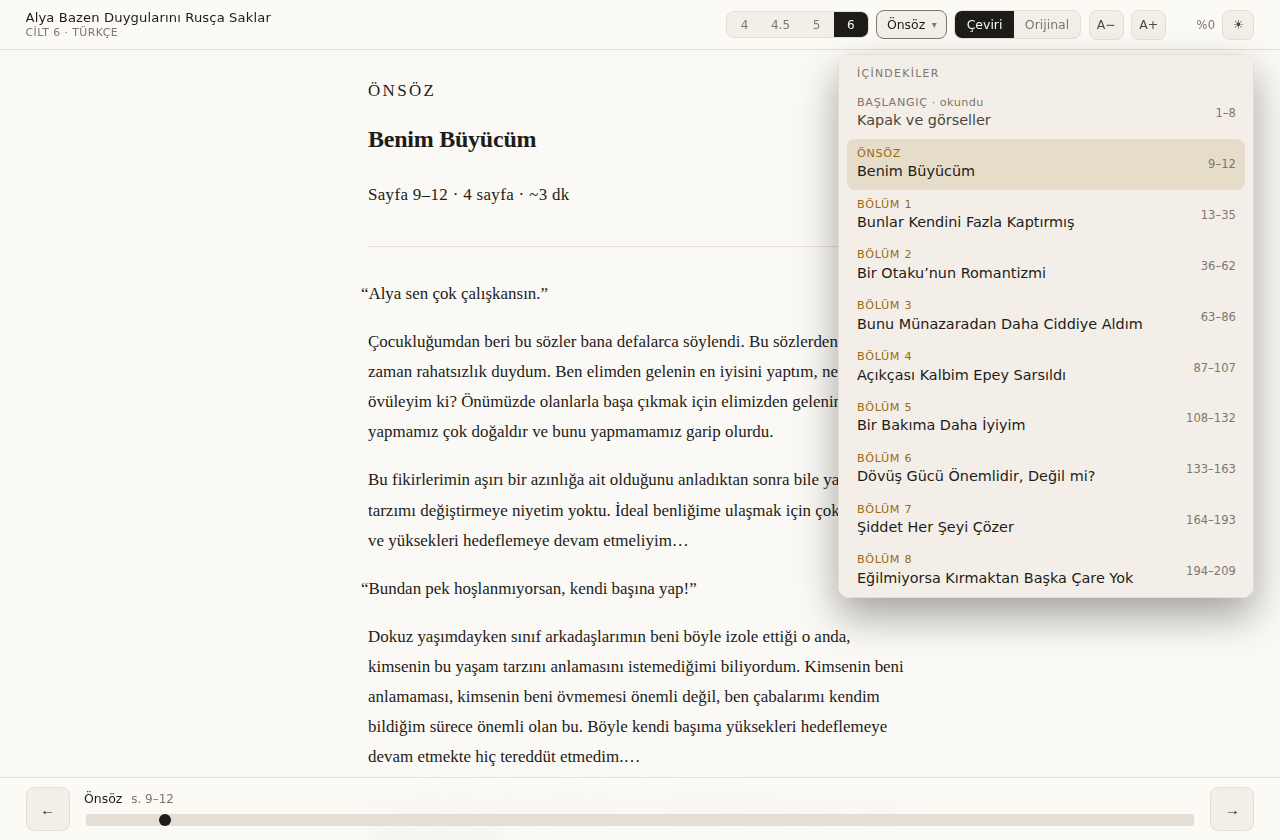 Alya Bazen Duygularını Rusça Saklar
CİLT 6 · TÜRKÇE
4 4.5 5 6 Önsöz ▾ Çeviri Orijinal A− A+ %0 ☀
ÖNSÖZ
Benim Büyücüm
Sayfa 9–12 · 4 sayfa · ~3 dk
“Alya sen çok çalışkansın.”
Çocukluğumdan beri bu sözler bana defalarca söylendi. Bu sözlerden
zaman rahatsızlık duydum. Ben elimden gelenin en iyisini yaptım,
övüleyim ki? Önümüzde olanlarla başa çıkmak için elimizden
yapmamız çok doğaldır ve bunu yapmamamız garip olurdu.
Bu fikirlerimin aşırı bir azınlığa ait olduğunu anladıktan sonra bile
tarzımı değiştirmeye niyetim yoktu. İdeal benliğime ulaşmak için çok
ve yüksekleri hedeflemeye devam etmeliyim…
“Bundan pek hoşlanmıyorsan, kendi başına yap!”
Dokuz yaşımdayken sınıf arkadaşlarımın beni böyle izole ettiği o anda,
kimsenin bu yaşam tarzını anlamasını istemediğimi biliyordum. Kimsenin beni
anlamaması, kimsenin beni övmemesi önemli değil, ben çabalarımı kendim
bildiğim sürece önemli olan bu. Böyle kendi başıma yüksekleri hedeflemeye
devam etmekte hiç tereddüt etmedim.…
İÇİNDEKİLER
BAŞLANGIÇ · okundu
Kapak ve görseller 1–8
ÖNSÖZ
Benim Büyücüm 9–12
BÖLÜM 1
Bunlar Kendini Fazla Kaptırmış 13–35
BÖLÜM 2
Bir Otaku’nun Romantizmi 36–62
BÖLÜM 3
Bunu Münazaradan Daha Ciddiye Aldım 63–86
BÖLÜM 4
Açıkçası Kalbim Epey Sarsıldı 87–107
BÖLÜM 5
Bir Bakıma Daha İyiyim 108–132
BÖLÜM 6
Dövüş Gücü Önemlidir, Değil mi? 133–163
BÖLÜM 7
Şiddet Her Şeyi Çözer 164–193
BÖLÜM 8
Eğilmiyorsa Kırmaktan Başka Çare Yok 194–209
← Önsöz s. 9–12 →